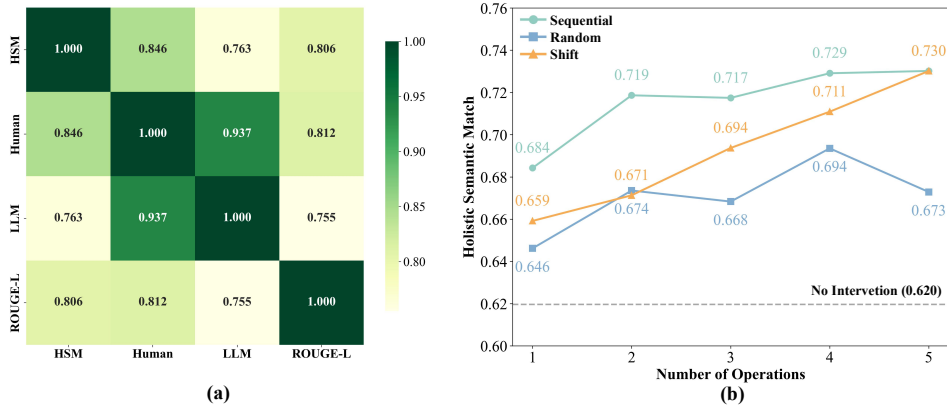 HSM
1.000 0.846 0.763 0.806
Human
0.846 1.000 0.937 0.812
LLM
0.763 0.937 1.000 0.755
ROUGE-L
0.806 0.812 0.755 1.000
HSM Human LLM ROUGE-L
1.00
0.95
0.90
0.85
0.80
(a)
Holistic Semantic Match
0.76
0.74
0.72
0.70
0.68
0.66
0.64
0.62
0.60
Sequential
Random
Shift
0.684 0.719 0.717 0.729 0.730
0.659 0.671 0.694 0.711
0.646 0.674 0.668 0.694 0.673
No Intervetion (0.620)
1 2 3 4 5
Number of Operations
(b)